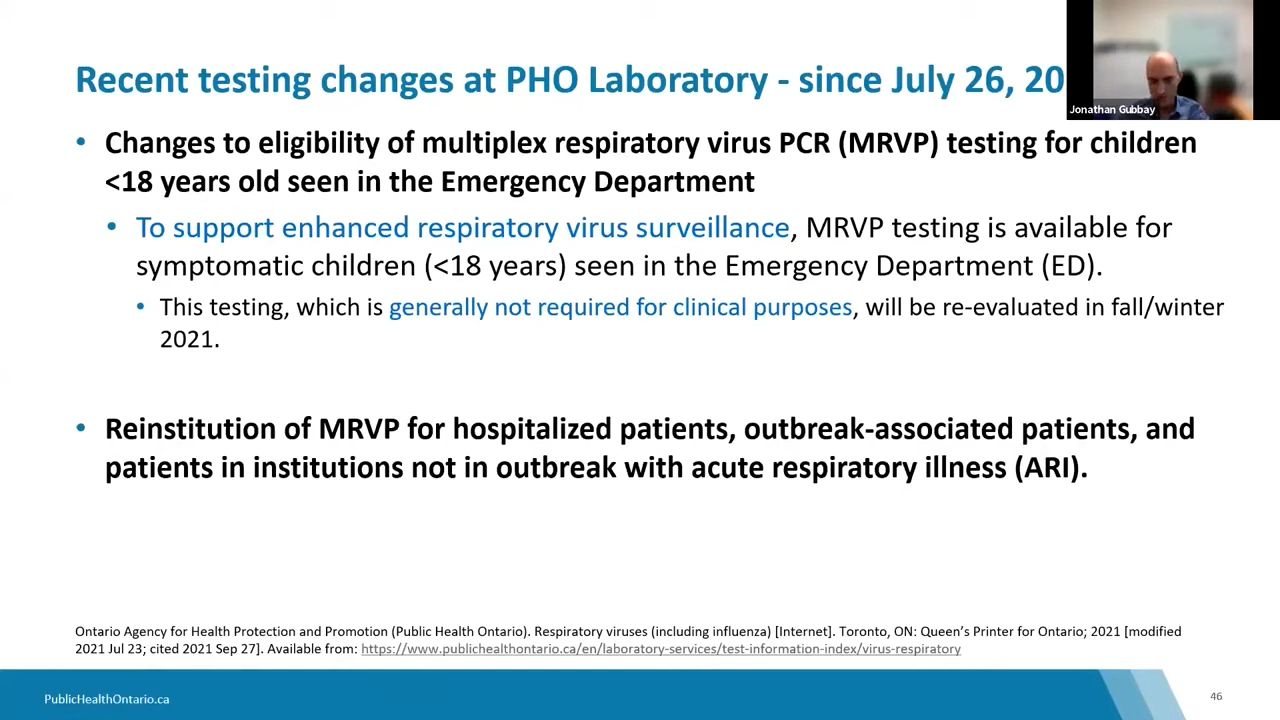 Recent testing changes at PHO Laboratory - since July 26, 20
Jonathan Gubbay
• Changes to eligibility of multiplex respiratory virus PCR (MRVP) testing for children
<18 years old seen in the Emergency Department
• To support enhanced respiratory virus surveillance, MRVP testing is available for
symptomatic children (<18 years) seen in the Emergency Department (ED).
• This testing, which is generally not required for clinical purposes, will be re-evaluated in fall/winter
2021.
• Reinstitution of MRVP for hospitalized patients, outbreak-associated patients, and
patients in institutions not in outbreak with acute respiratory illness (ARI).
Ontario Agency for Health Protection and Promotion (Public Health Ontario). Respiratory viruses (including influenza) [Internet]. Toronto, ON: Queen’s Printer for Ontario; 2021 [modified
2021 Jul 23; cited 2021 Sep 27]. Available from: https://www.publichealthontario.ca/en/laboratory-services/test-information-index/virus-respiratory
PublicHealthOntario.ca
46